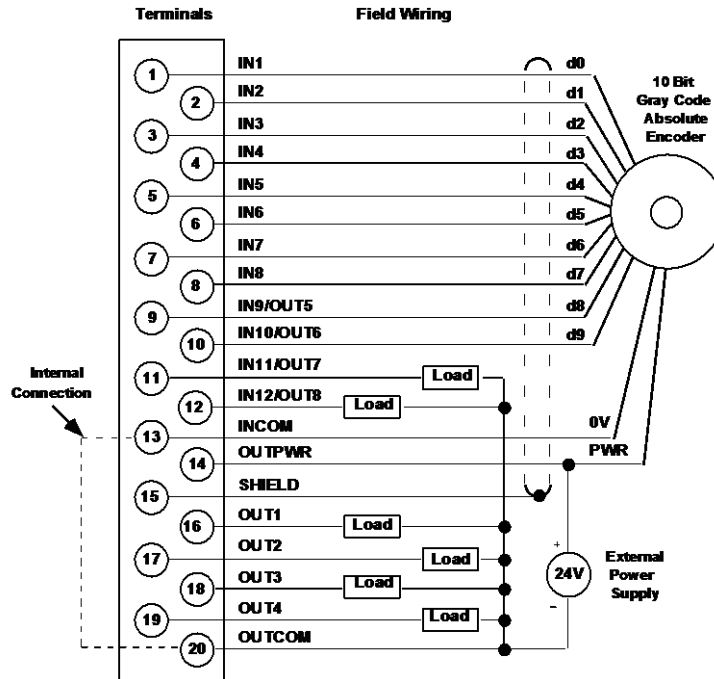 Terminals
Field Wiring
1 IN1 d0
2 IN2 d1
3 IN3 d2
4 IN4 d3
5 IN5 d4
6 IN6 d5
7 IN7 d6
8 IN8 d7
9 IN9/OUT5 d8
10 IN10/OUT6 d9
10 Bit
Gray Code
Absolute
Encoder
11 IN11/OUT7 Load
12 IN12/OUT8 Load
Internal
Connection
13 INCOM 0V
14 OUTPWR PWR
15 SHIELD
16 OUT1 Load
17 OUT2 Load
18 OUT3 Load
19 OUT4 Load
20 OUTCOM
+
24V
–
External
Power
Supply